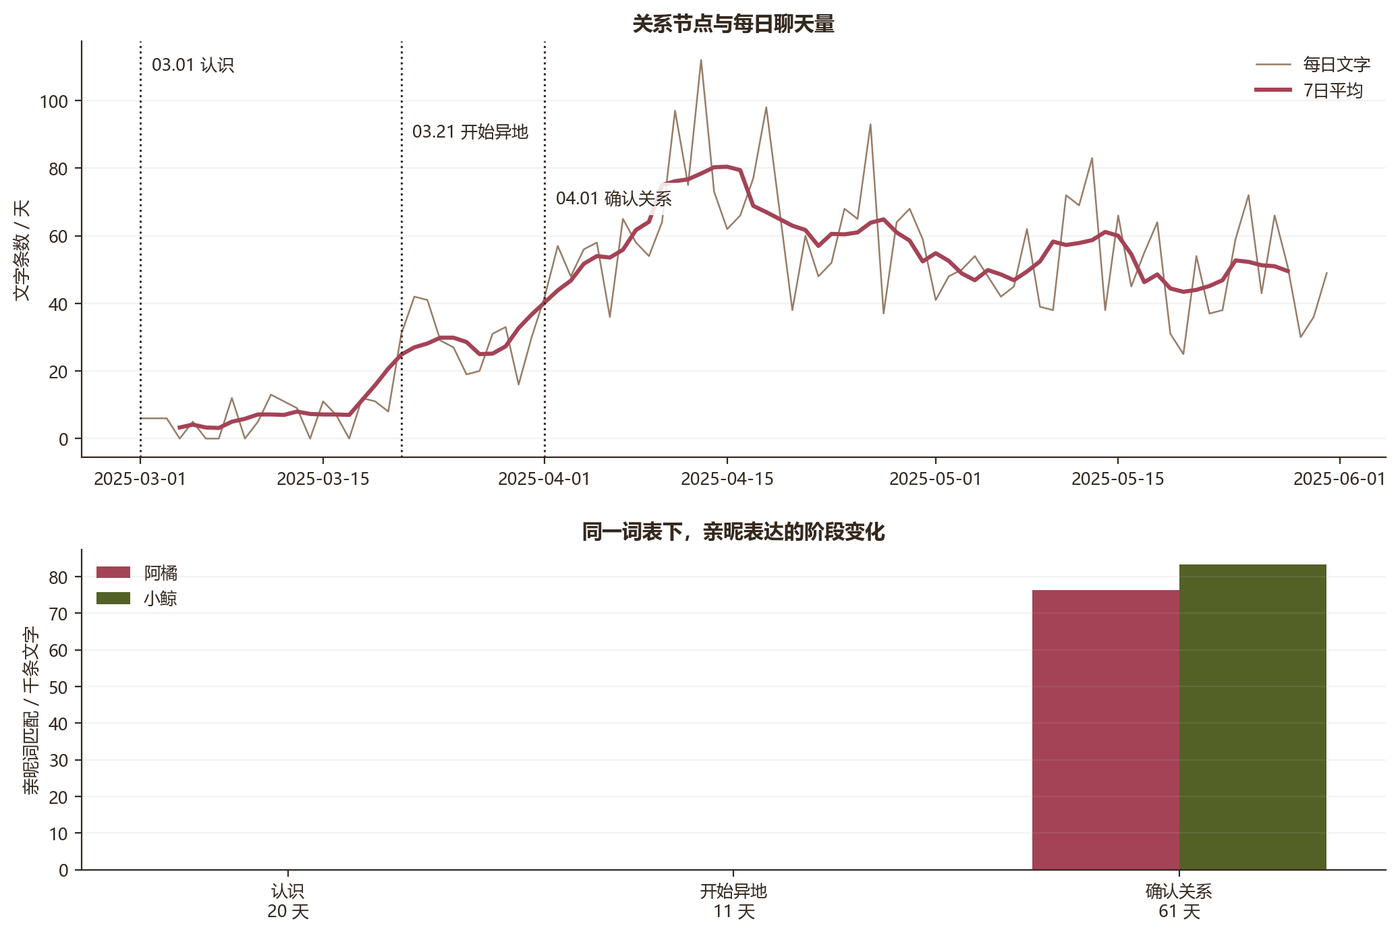 关系节点与每日聊天量
03.01 认识
03.21 开始异地
04.01 确认关系
每日文字
7日平均
文字条数 / 天
100
80
60
40
20
0
2025-03-01
2025-03-15
2025-04-01
2025-04-15
2025-05-01
2025-05-15
2025-06-01
同一词表下，亲昵表达的阶段变化
阿橘
小鲸
亲昵词匹配 / 千条文字
80
70
60
50
40
30
20
10
0
认识
20 天
开始异地
11 天
确认关系
61 天